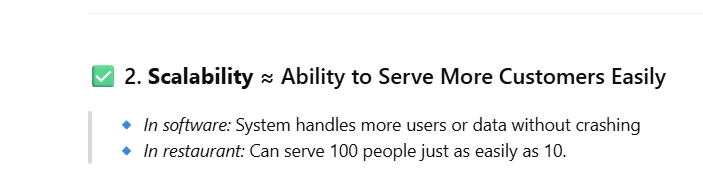 ✅ 2. Scalability ≈ Ability to Serve More Customers Easily
🔹 In software: System handles more users or data without crashing
🔹 In restaurant: Can serve 100 people just as easily as 10.